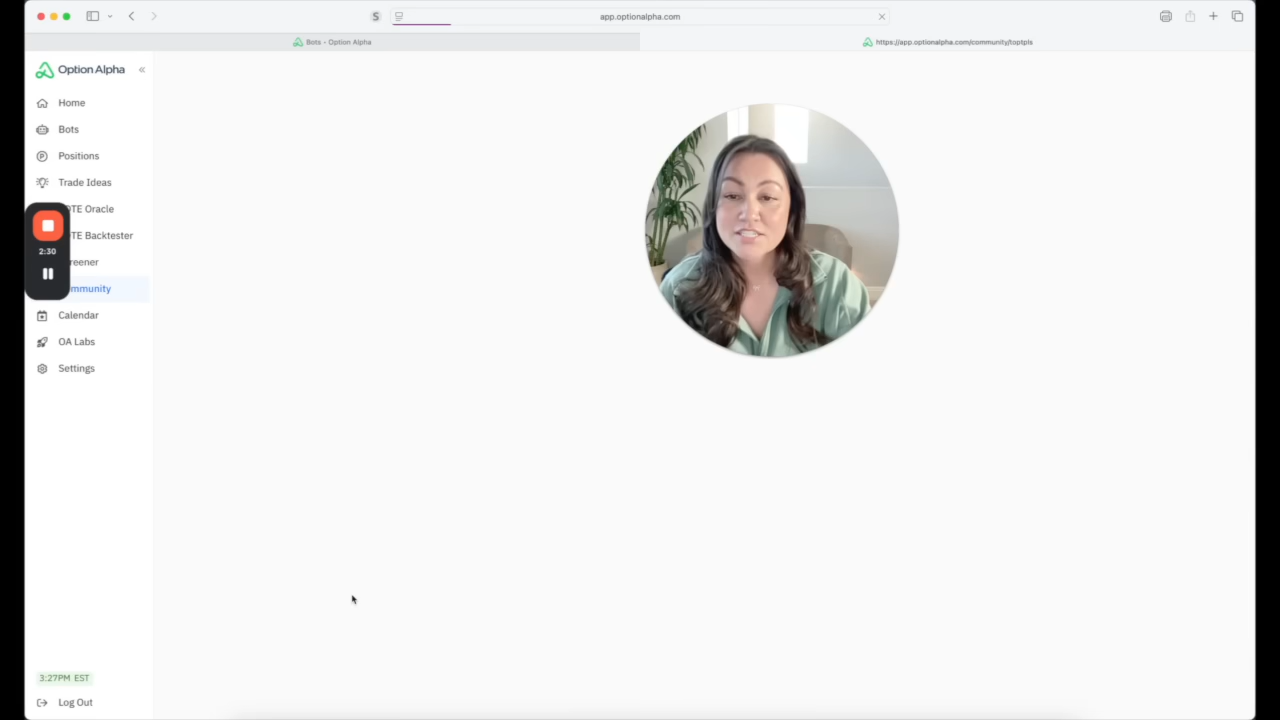 S
app.optionalpha.com
Bots - Option Alpha
https://app.optionalpha.com/community/toptpls
Option Alpha
Home
Bots
Positions
Trade Ideas
TE Oracle
TE Backtester
2:30
reener
mmunity
Calendar
OA Labs
Settings
3:27PM EST
Log Out